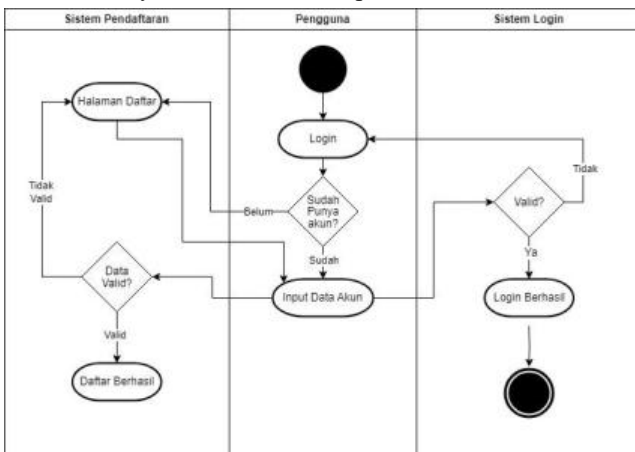 Sistem Pendaftaran
Pengguna
Sistem Login
Halaman Daftar
Login
Tidak
Tidak
Valid
Belum
Sudah
Punya
akun?
Valid?
Sudah
Ya
Data
Valid?
Input Data Akun
Login Berhasil
Valid
Daftar Berhasil